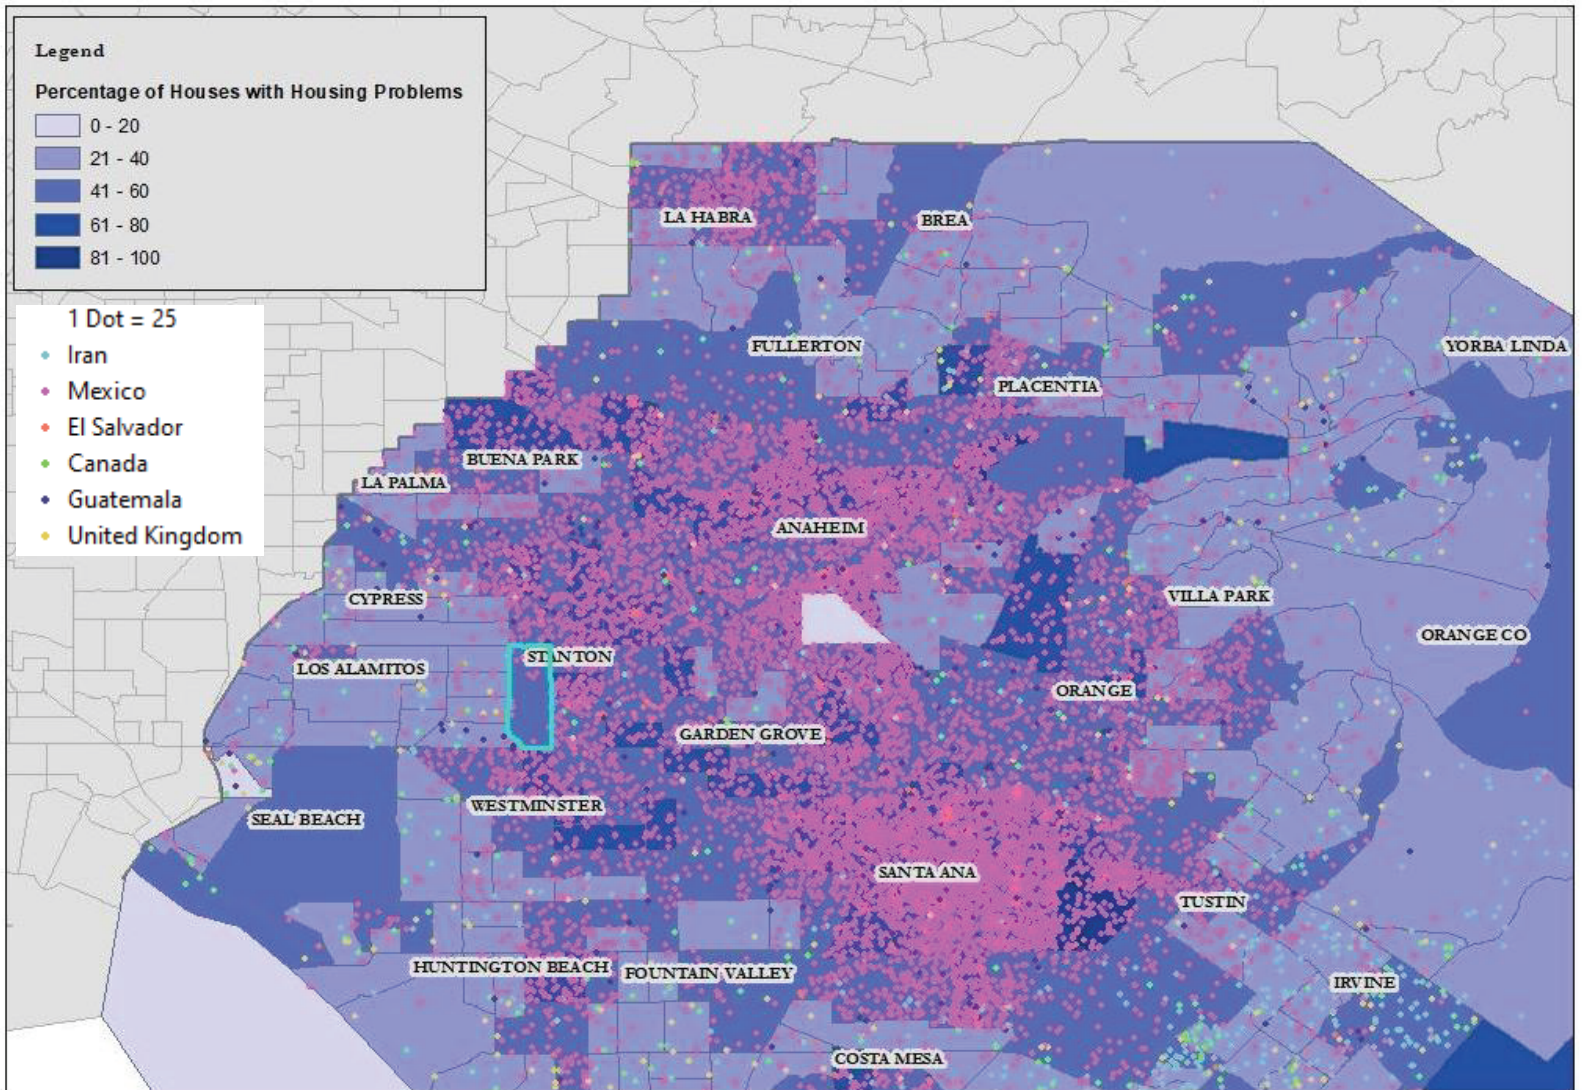 Legend
Percentage of Houses with Housing Problems
0 - 20
21 - 40
41 - 60
61 - 80
81 - 100
1 Dot = 25
Iran
Mexico
El Salvador
Canada
Guatemala
United Kingdom
LA HABRA
BREA
FULLERTON
YORBA LINDA
PLACENTIA
BUENA PARK
LA PALMA
ANAHEIM
CYPRESS
VILLA PARK
ORANGE CO
STANTON
LOS ALAMITOS
ORANGE
GARDEN GROVE
WESTMINSTER
SEAL BEACH
SANTA ANA
TUSTIN
HUNTINGTON BEACH
FOUNTAIN VALLEY
IRVINE
COSTA MESA